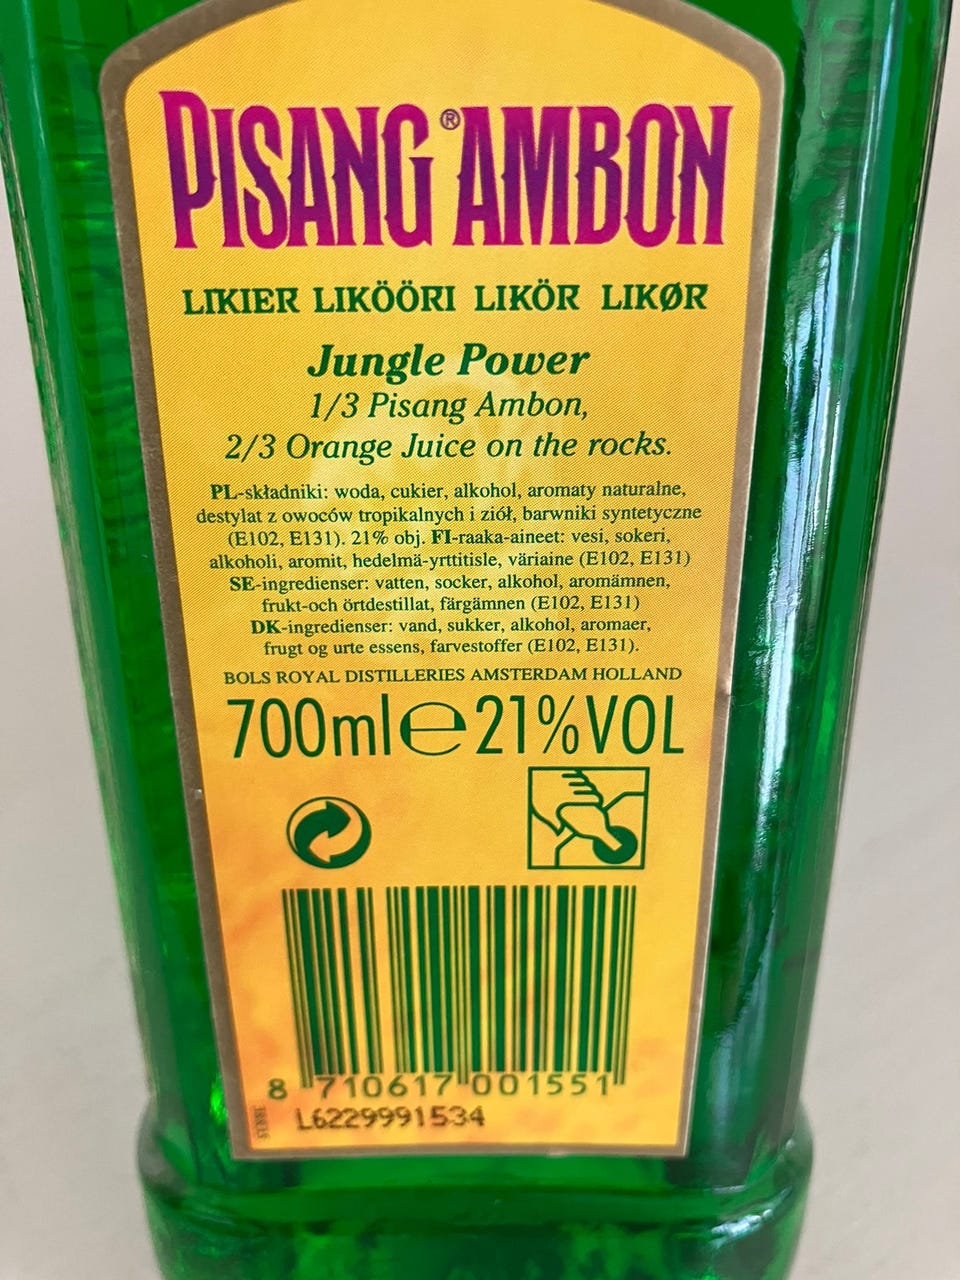 PISANG® AMBON
LIKIER LIKÖÖRI LIKÖR LIKØR
Jungle Power
1/3 Pisang Ambon,
2/3 Orange Juice on the rocks.
PL-składniki: woda, cukier, alkohol, aromaty naturalne,
destylat z owoców tropikalnych i ziół, barwniki syntetyczne
(E102, E131). 21% obj. FI-raaka-aineet: vesi, sokeri,
alkoholi, aromit, hedelmä-yrttitisle, väriaine (E102, E131)
SE-ingredienser: vatten, socker, alkohol, aromämnen,
frukt-och örtdestillat, färgämnen (E102, E131)
DK-ingredienser: vand, sukker, alkohol, aromaer,
frugt og urte essens, farvestoffer (E102, E131).
BOLS ROYAL DISTILLERIES AMSTERDAM HOLLAND
700ml e 21%VOL
8 710617 001551
L6229991534